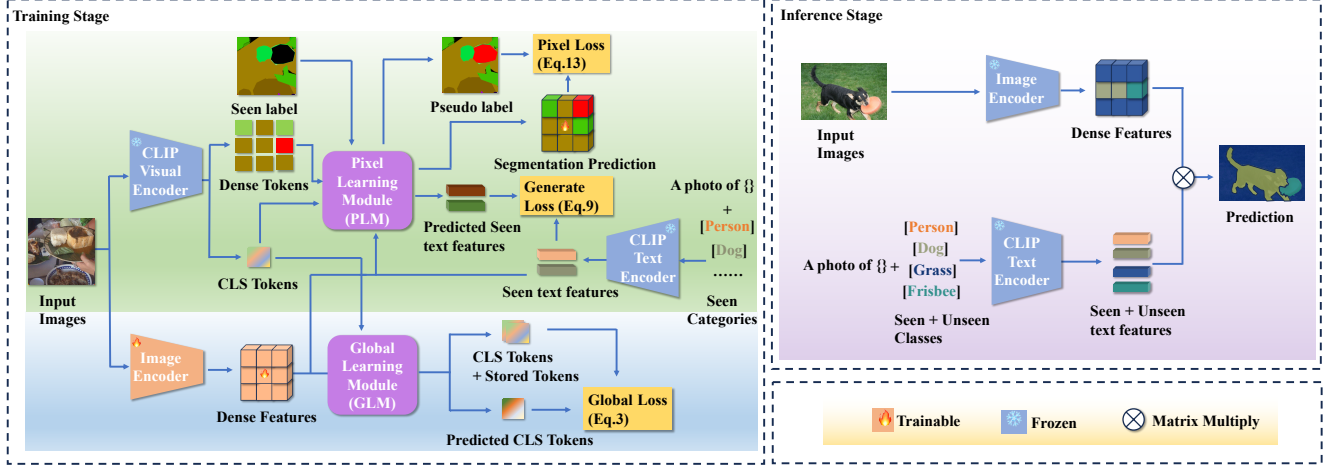 Training Stage
Seen label
Pseudo label
Pixel Loss
(Eq.13)
CLIP
Visual
Encoder
Dense Tokens
Pixel
Learning
Module
(PLM)
Segmentation Prediction
Generate
Loss (Eq.9)
Predicted Seen
text features
A photo of {}
+
[Person]
[Dog]
......
CLIP
Text
Encoder
Seen text features
Seen
Categories
CLS Tokens
Input
Images
Image
Encoder
Dense Features
Global
Learning
Module
(GLM)
CLS Tokens
+ Stored Tokens
Global Loss
(Eq.3)
Predicted CLS Tokens
Inference Stage
Input
Images
Image
Encoder
Dense Features
Prediction
A photo of {} +
[Person]
[Dog]
[Grass]
[Frisbee]
CLIP
Text
Encoder
Seen + Unseen
Classes
Seen + Unseen
text features
Trainable
Frozen
Matrix Multiply